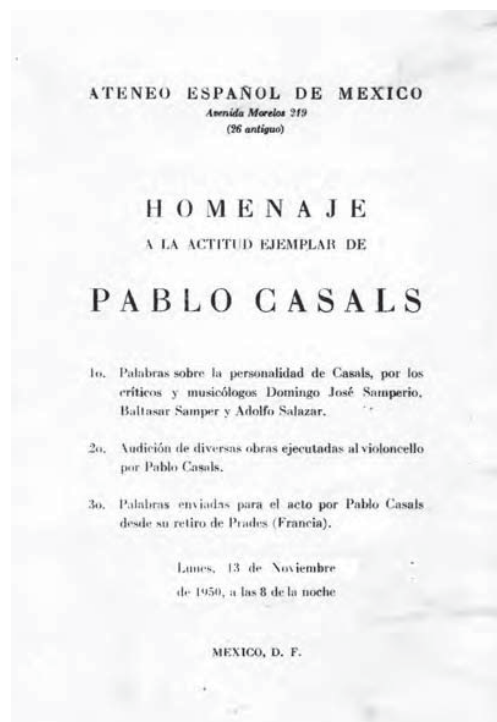 ATENEO ESPAÑOL DE MEXICO
Avenida Morelos 219
(26 antiguo)
HOMENAJE
A LA ACTITUD EJEMPLAR DE
PABLO CASALS
1o. Palabras sobre la personalidad de Casals, por los
críticos y musicólogos Domingo José Samperio,
Baltasar Samper y Adolfo Salazar.
2o. Audición de diversas obras ejecutadas al violoncello
por Pablo Casals.
3o. Palabras enviadas para el acto por Pablo Casals
desde su retiro de Prades (Francia).
Lunes, 13 de Noviembre
de 1950, a las 8 de la noche
MEXICO, D. F.